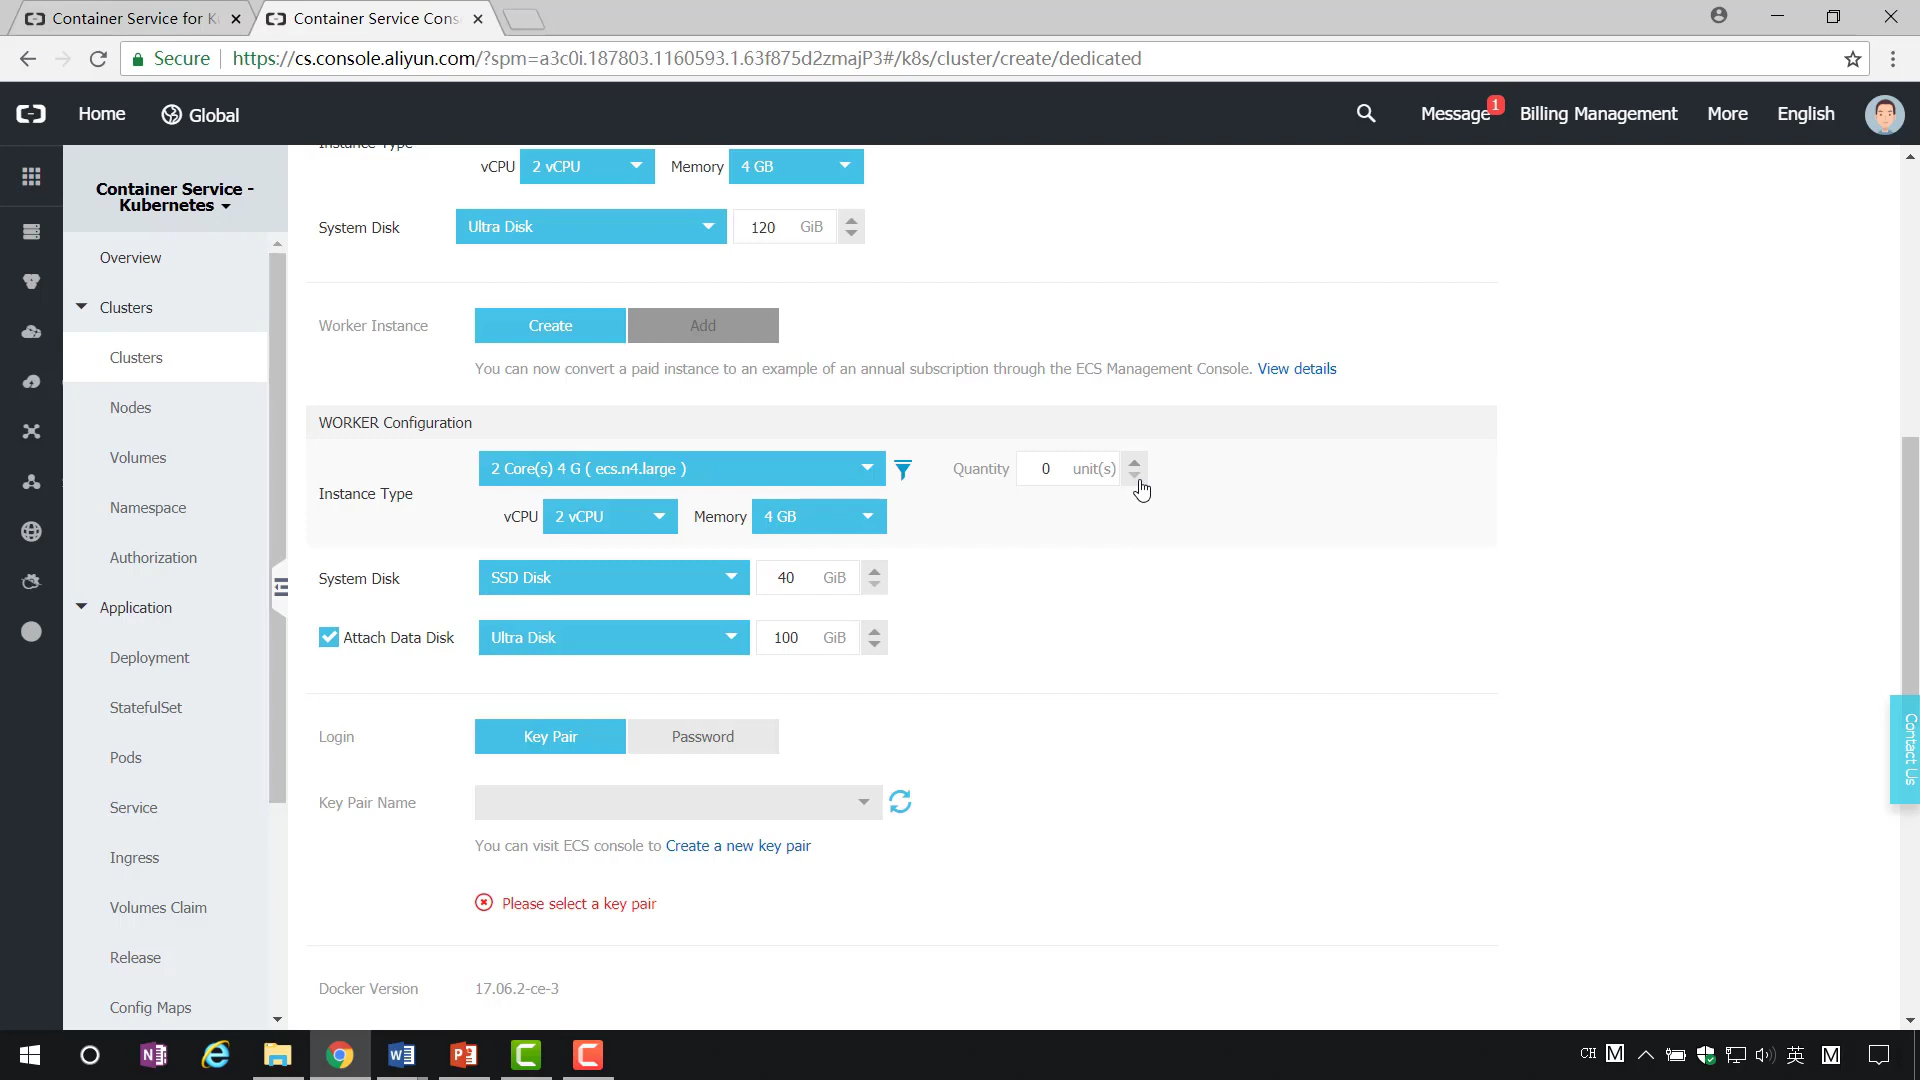 Container Service for K
Container Service Cons
Secure
https://cs.console.aliyun.com/?spm=a3c0i.187803.1160593.1.63f875d2zmajP3#/k8s/cluster/create/dedicated
Home
Global
Message 1
Billing Management
More
English
Container Service -
Kubernetes
Overview
Clusters
Clusters
Nodes
Volumes
Namespace
Authorization
Application
Deployment
StatefulSet
Pods
Service
Ingress
Volumes Claim
Release
Config Maps
Instance Type
vCPU 2 vCPU Memory 4 GB
System Disk Ultra Disk 120 GiB
Worker Instance Create Add
You can now convert a paid instance to an example of an annual subscription through the ECS Management Console. View details
WORKER Configuration
2 Core(s) 4 G ( ecs.n4.large ) Quantity 0 unit(s)
Instance Type
vCPU 2 vCPU Memory 4 GB
System Disk SSD Disk 40 GiB
Attach Data Disk Ultra Disk 100 GiB
Login Key Pair Password
Key Pair Name
You can visit ECS console to Create a new key pair
Please select a key pair
Docker Version 17.06.2-ce-3
Contact Us
CH M 英 M